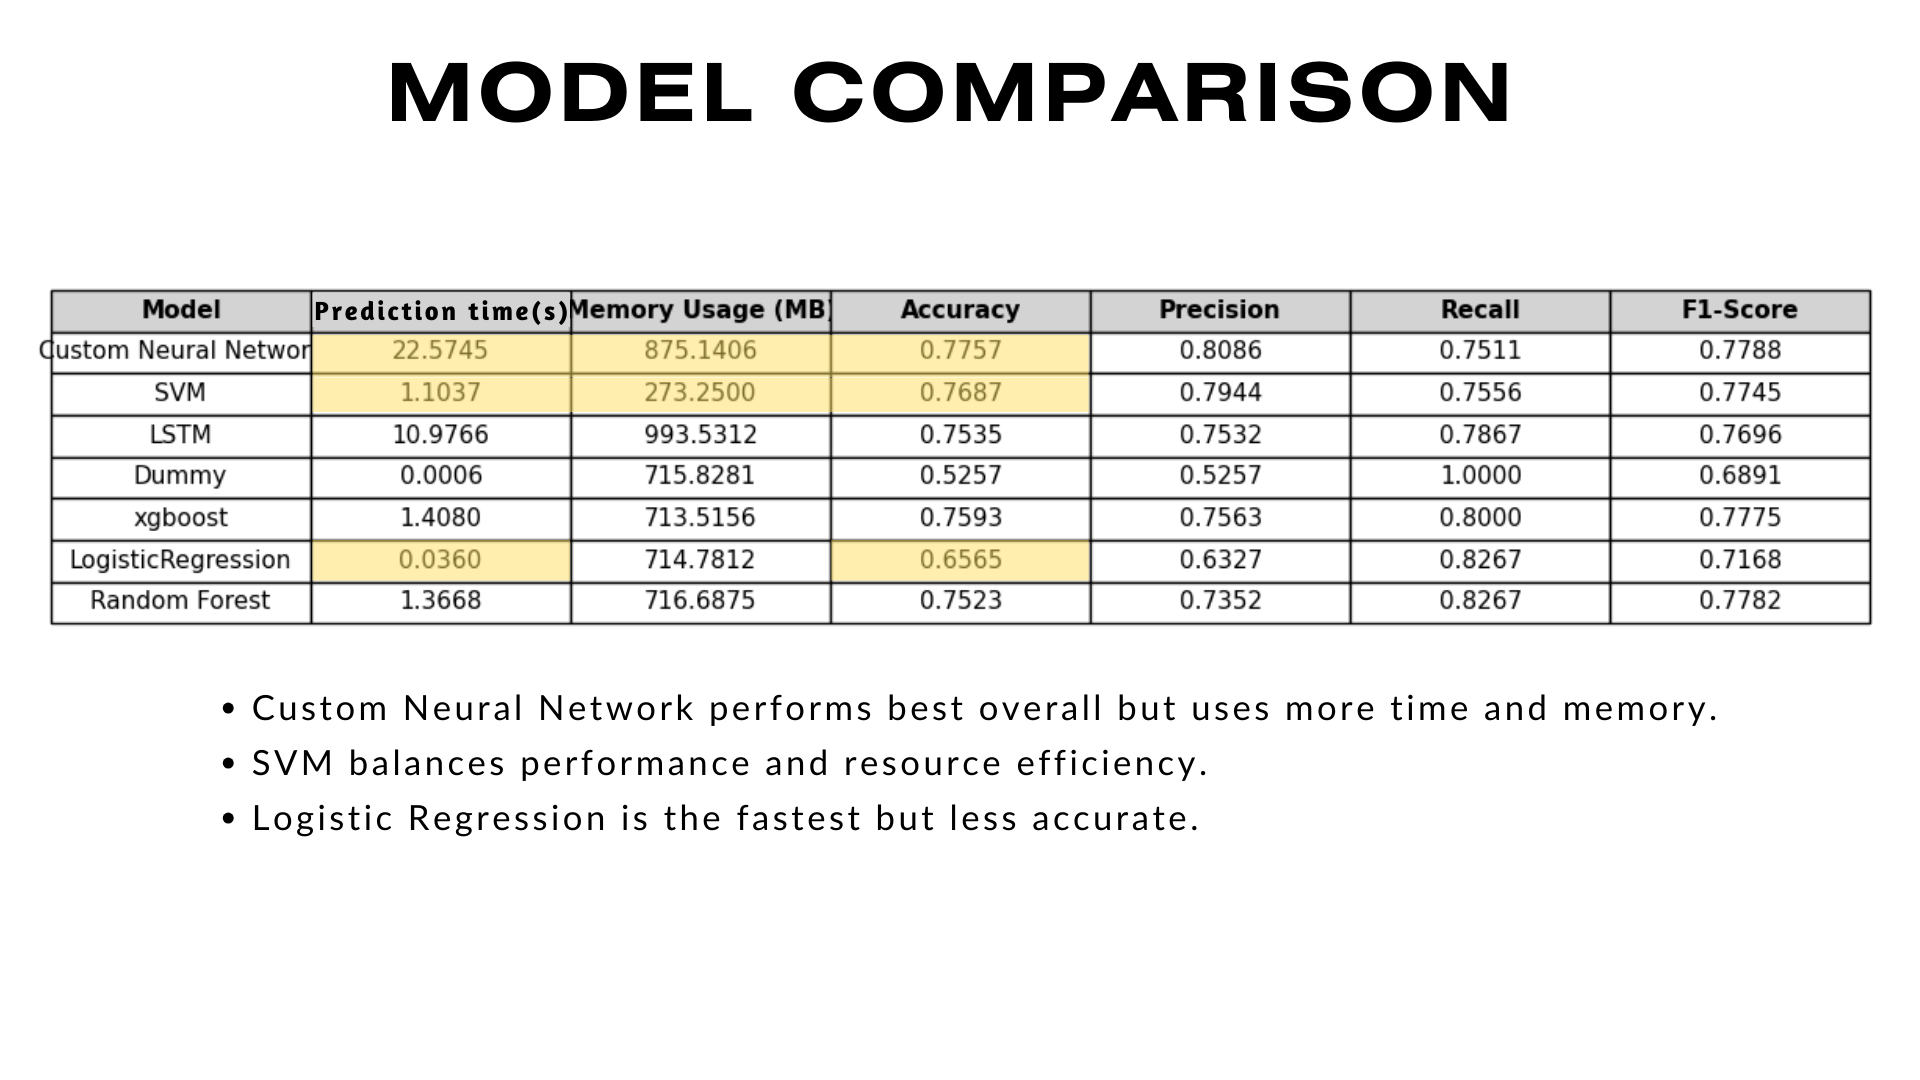 MODEL COMPARISON
Model Prediction time(s) Memory Usage (MB) Accuracy Precision Recall F1-Score
Custom Neural Networ 22.5745 875.1406 0.7757 0.8086 0.7511 0.7788
SVM 1.1037 273.2500 0.7687 0.7944 0.7556 0.7745
LSTM 10.9766 993.5312 0.7535 0.7532 0.7867 0.7696
Dummy 0.0006 715.8281 0.5257 0.5257 1.0000 0.6891
xgboost 1.4080 713.5156 0.7593 0.7563 0.8000 0.7775
LogisticRegression 0.0360 714.7812 0.6565 0.6327 0.8267 0.7168
Random Forest 1.3668 716.6875 0.7523 0.7352 0.8267 0.7782
• Custom Neural Network performs best overall but uses more time and memory.
• SVM balances performance and resource efficiency.
• Logistic Regression is the fastest but less accurate.